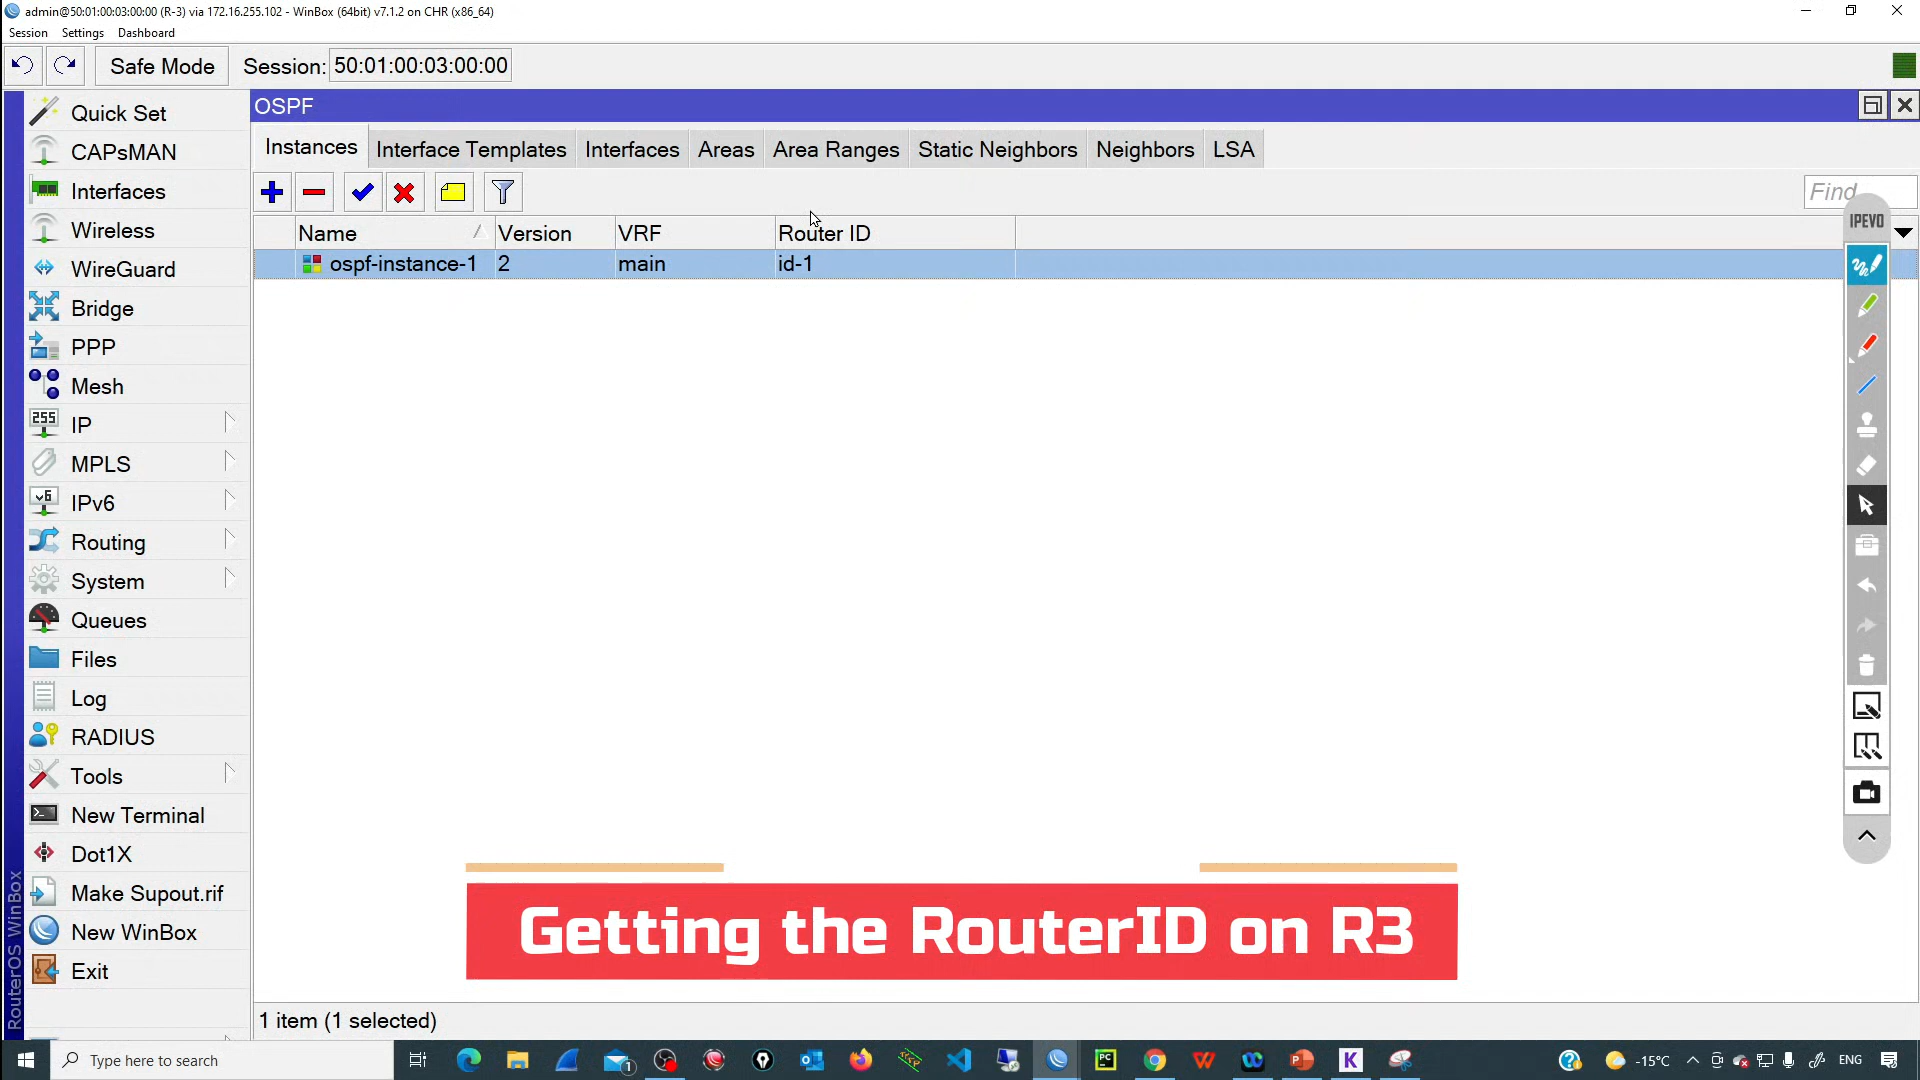 admin@50:01:00:03:00:00 (R-3) via 172.16.255.102 - WinBox (64bit) v7.1.2 on CHR (x86_64)
Session Settings Dashboard
Safe Mode Session: 50:01:00:03:00:00
Quick Set
CAPsMAN
Interfaces
Wireless
WireGuard
Bridge
PPP
Mesh
255 IP
MPLS
v6 IPv6
Routing
System
Queues
Files
Log
RADIUS
Tools
New Terminal
Dot1X
Make Supout.rif
New WinBox
Exit
RouterOS WinBox
OSPF
Instances Interface Templates Interfaces Areas Area Ranges Static Neighbors Neighbors LSA
Find
IPEVO
Name Version VRF Router ID
ospf-instance-1 2 main id-1
Getting the RouterID on R3
1 item (1 selected)
Type here to search
1
PC
K
-15°C
ENG